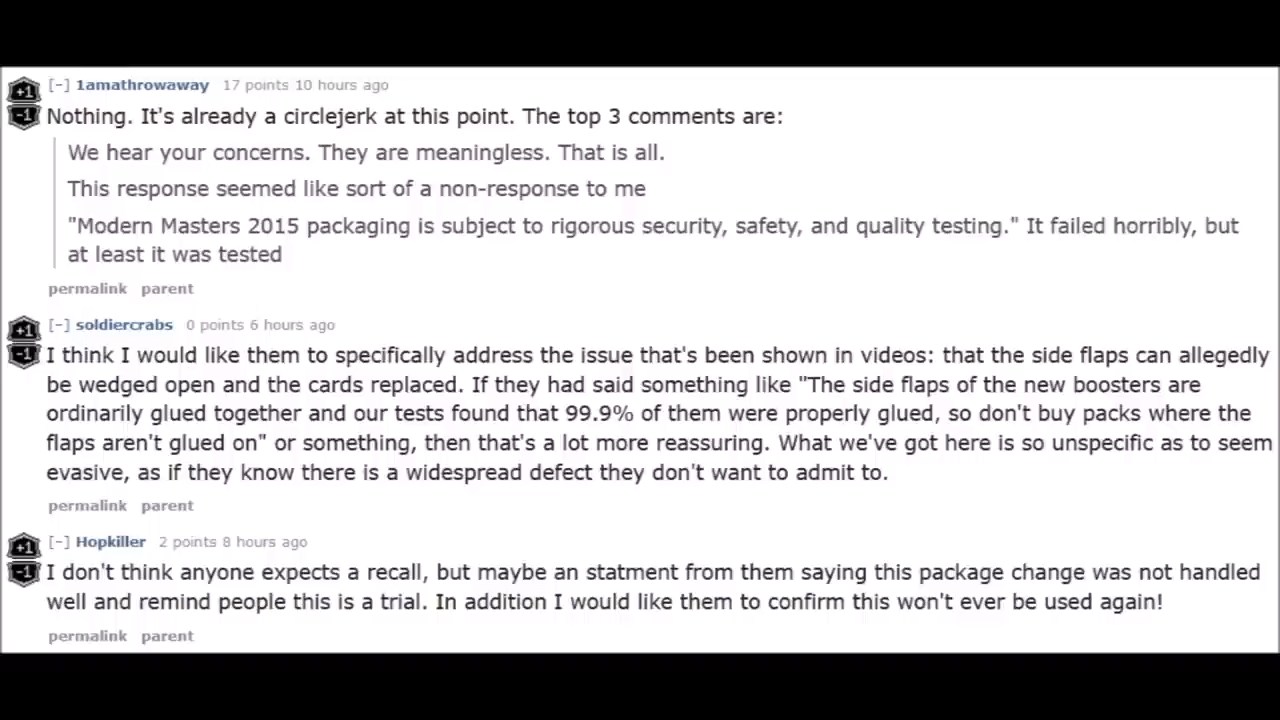 +1
[-] 1amathrowaway 17 points 10 hours ago
-1
Nothing. It's already a circlejerk at this point. The top 3 comments are:
We hear your concerns. They are meaningless. That is all.
This response seemed like sort of a non-response to me
"Modern Masters 2015 packaging is subject to rigorous security, safety, and quality testing." It failed horribly, but
at least it was tested
permalink parent
+1
[-] soldiercrabs 0 points 6 hours ago
-1
I think I would like them to specifically address the issue that's been shown in videos: that the side flaps can allegedly
be wedged open and the cards replaced. If they had said something like "The side flaps of the new boosters are
ordinarily glued together and our tests found that 99.9% of them were properly glued, so don't buy packs where the
flaps aren't glued on" or something, then that's a lot more reassuring. What we've got here is so unspecific as to seem
evasive, as if they know there is a widespread defect they don't want to admit to.
permalink parent
+1
[-] Hopkiller 2 points 8 hours ago
-1
I don't think anyone expects a recall, but maybe an statment from them saying this package change was not handled
well and remind people this is a trial. In addition I would like them to confirm this won't ever be used again!
permalink parent